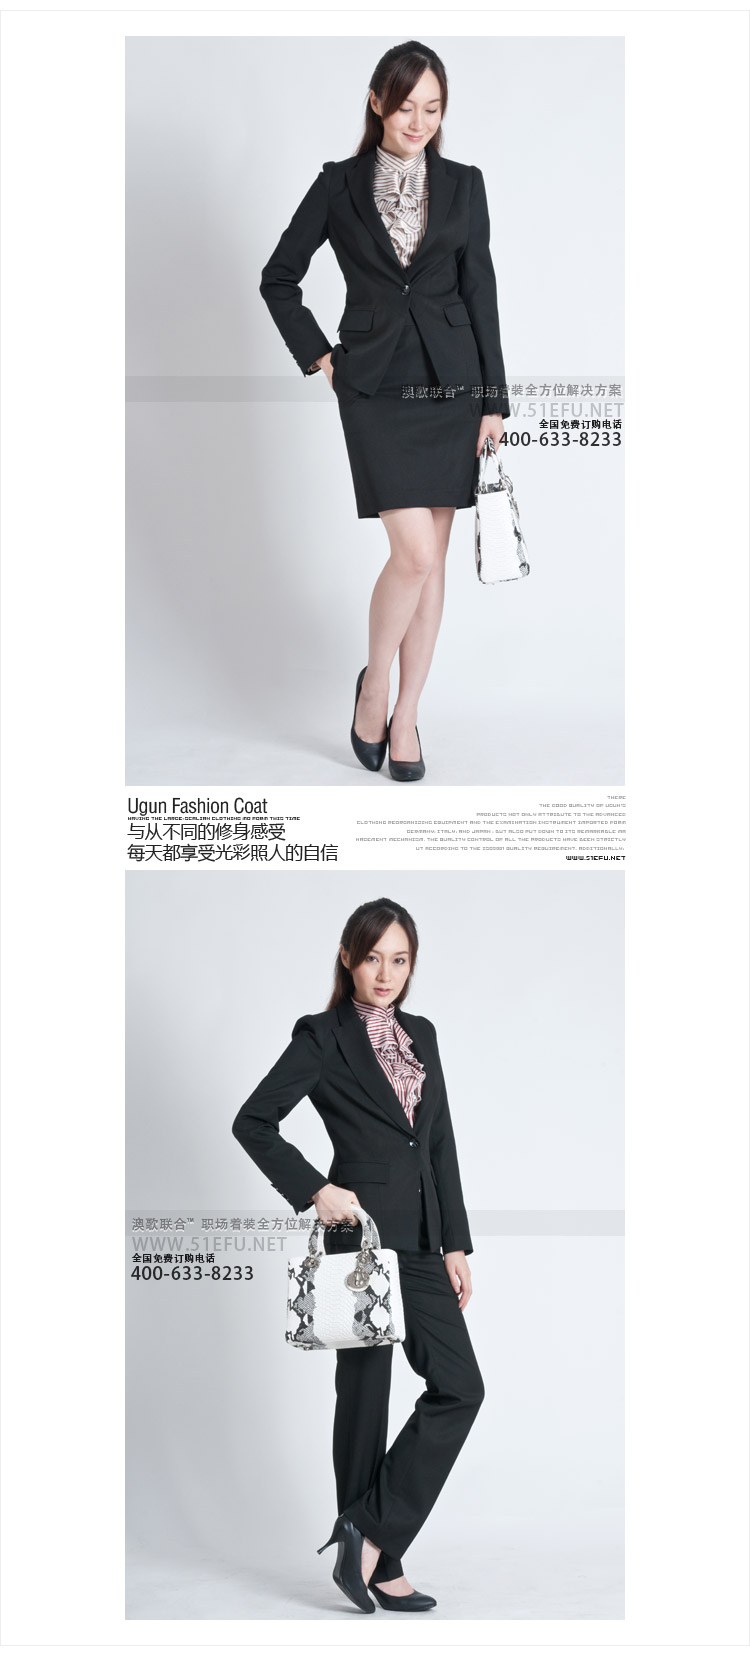 澳歌联合™ 职场着装全方位解决方案
WWW.51EFU.NET
全国免费订购电话
400-633-8233
Ugun Fashion Coat
HAVING THE LARGE-SCALISH CLOTHING MO FORM THIS TIME
与从不同的修身感受
每天都享受光彩照人的自信
THERE
THE GOOD QUALITY OF UGUN'S
PRODUCTS NOT ONLY ATTRIBUTE TO THE ADVANCED
CLOTHING REORGANISING EQUIPMENT AND THE EXAMINATION INSTRUMENT IMPORTED FORM
GERMANY, ITALY, AND JAPAN, BUT ALSO PUT DOWN TO ITS REMARKABLE MA
NAGEMENT MECHANISM. THE QUALITY CONTROL OF ALL THE PRODUCTS HAVE BEEN STRICTLY
UT ACCORDING TO THE QUALITY REQUIREMENT. ADDITIONALLY,
WWW.51EFU.NET
澳歌联合™ 职场着装全方位解决方案
WWW.51EFU.NET
全国免费订购电话
400-633-8233